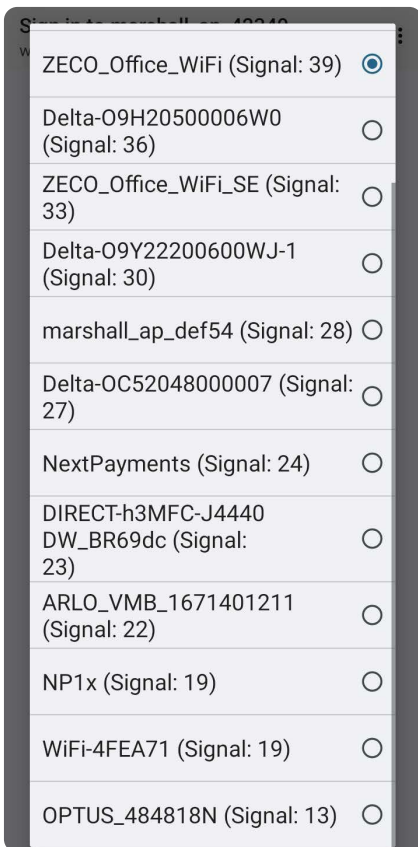 ZECO_Office_WiFi (Signal: 39)
Delta-O9H20500006W0
(Signal: 36)
ZECO_Office_WiFi_SE (Signal:
33)
Delta-O9Y22200600WJ-1
(Signal: 30)
marshall_ap_def54 (Signal: 28)
Delta-OC52048000007 (Signal:
27)
NextPayments (Signal: 24)
DIRECT-h3MFC-J4440
DW_BR69dc (Signal:
23)
ARLO_VMB_1671401211
(Signal: 22)
NP1x (Signal: 19)
WiFi-4FEA71 (Signal: 19)
OPTUS_484818N (Signal: 13)